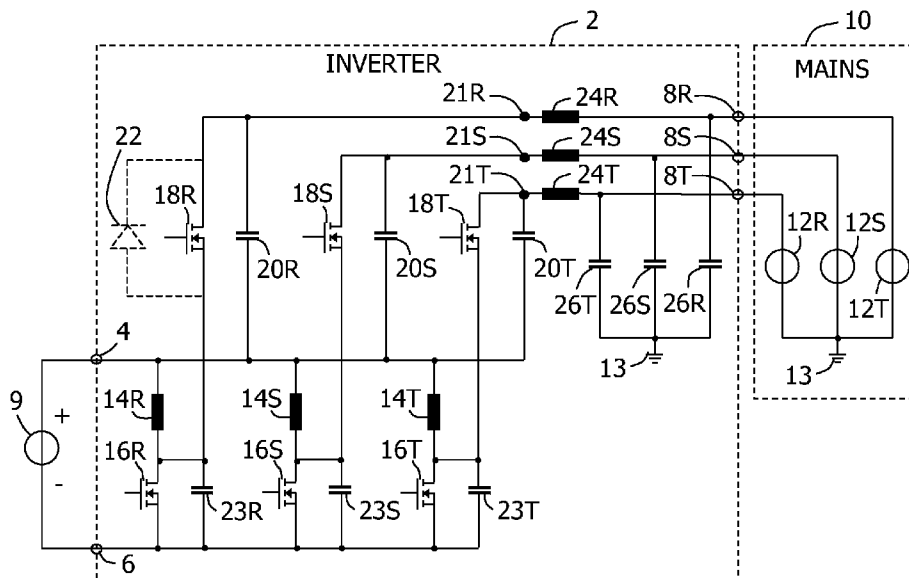 2
10
INVERTER
MAINS
21R
24R
8R
22
21S
24S
8S
21T
24T
8T
18R
18S
18T
12R
12S
20R
20S
20T
26T
26S
26R
12T
4
13
13
9
+
-
14R
14S
14T
16R
16S
16T
23R
23S
23T
6